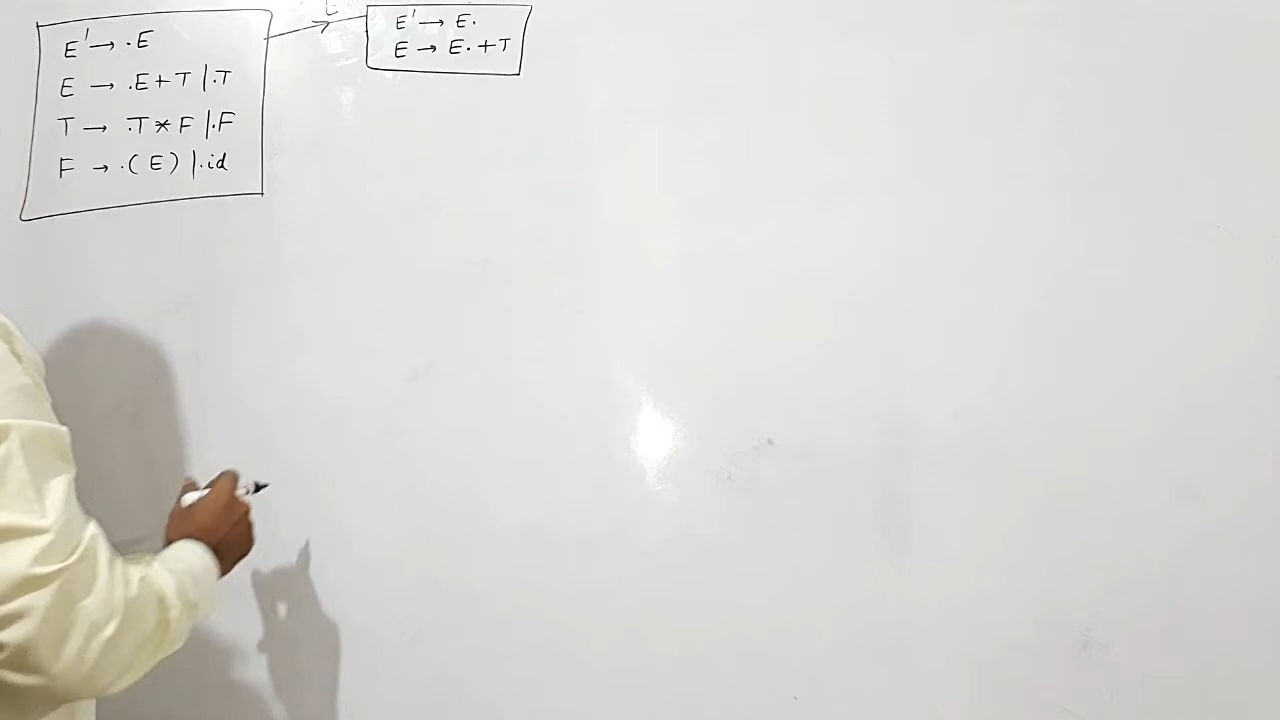 E' → .E
E → .E+T |.T
T → .T*F |.F
F → .(E) |.id
E' → E.
E → E.+T